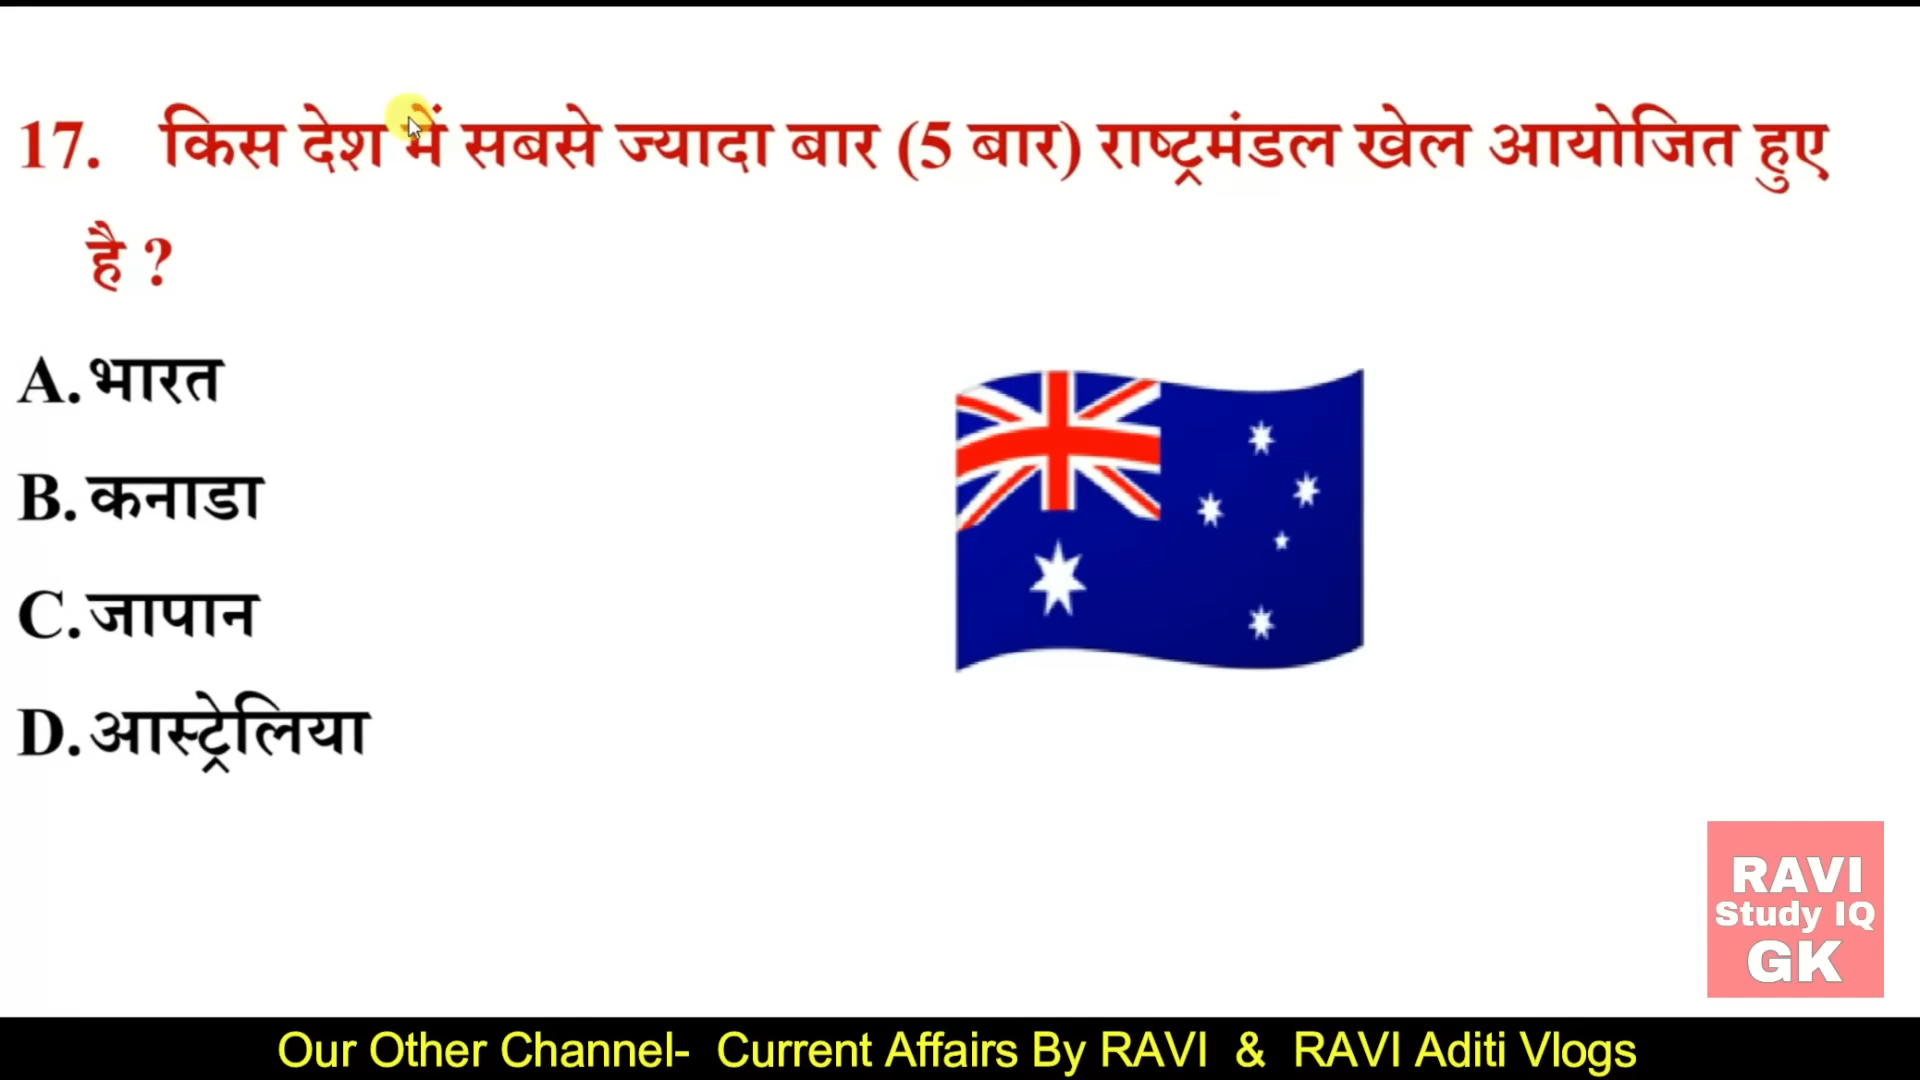 17. किस देश में सबसे ज्यादा बार (5 बार) राष्ट्रमंडल खेल आयोजित हुए
है ?
A. भारत
B. कनाडा
C. जापान
D. आस्ट्रेलिया
RAVI
Study IQ
GK
Our Other Channel- Current Affairs By RAVI & RAVI Aditi Vlogs